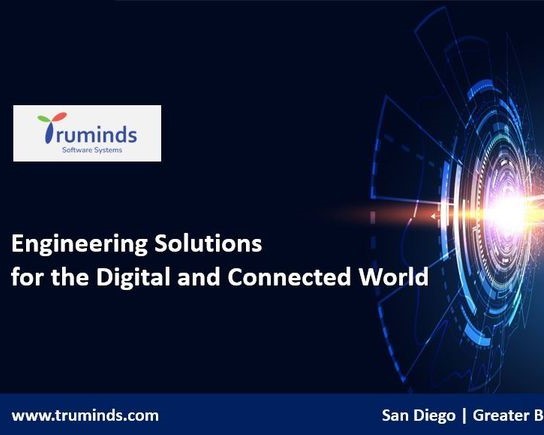 Truminds
Software Systems
Engineering Solutions
for the Digital and Connected World
www.truminds.com
San Diego | Greater B